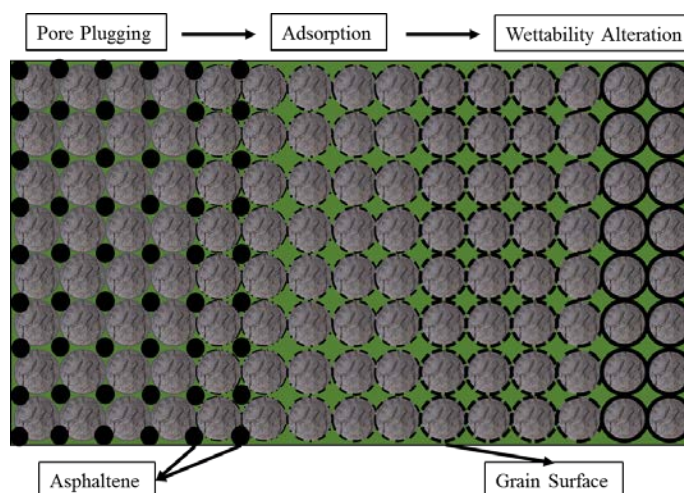 Pore Plugging
Adsorption
Wettability Alteration
Asphaltene
Grain Surface